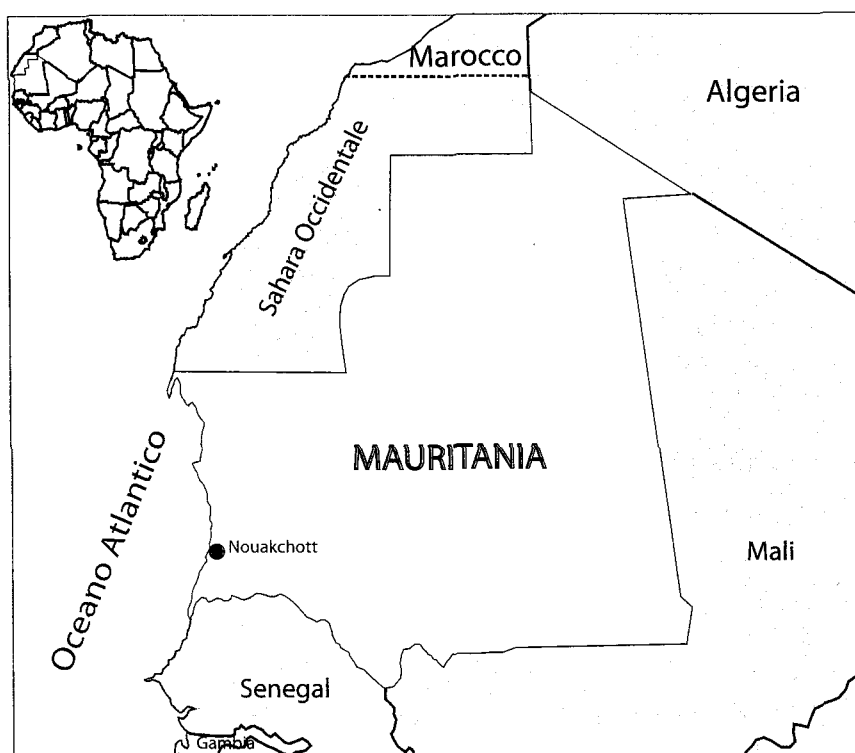 Marocco
Algeria
Sahara Occidentale
MAURITANIA
Oceano Atlantico
Nouakchott
Mali
Senegal
Gambia